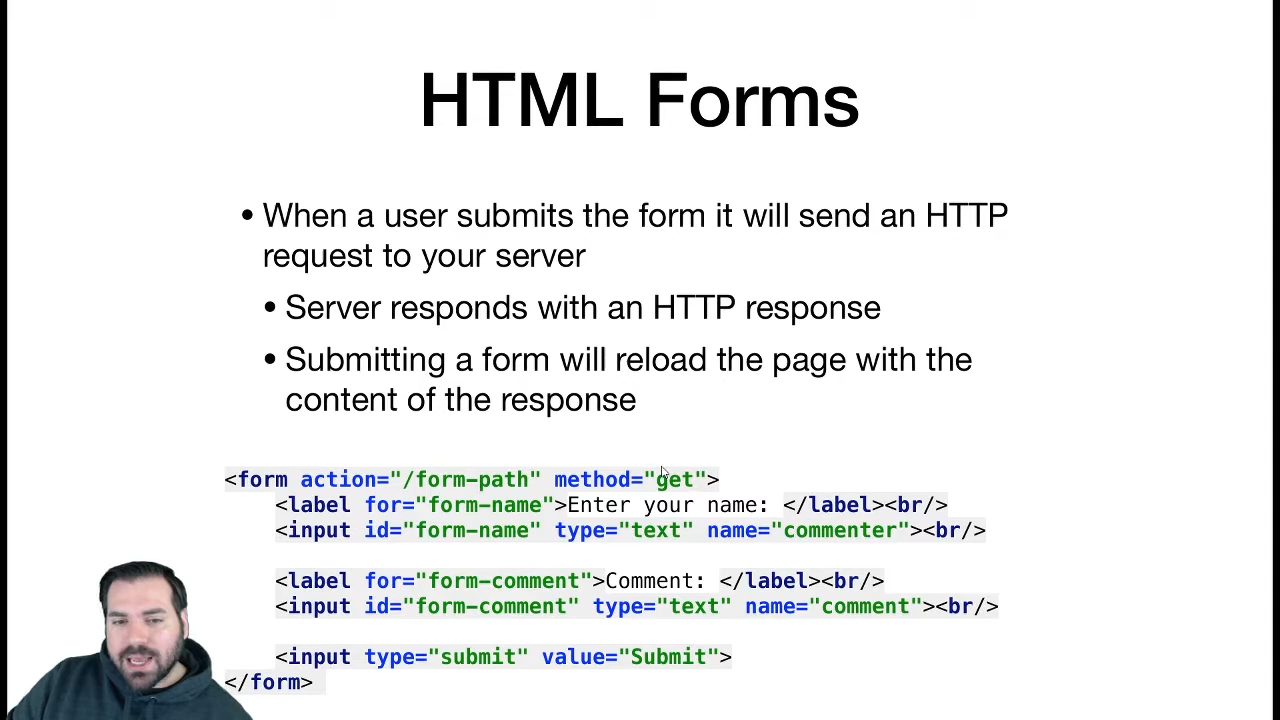 HTML Forms
• When a user submits the form it will send an HTTP
request to your server
• Server responds with an HTTP response
• Submitting a form will reload the page with the
content of the response
<form action="/form-path" method="get">
    <label for="form-name">Enter your name: </label><br/>
    <input id="form-name" type="text" name="commenter"><br/>
    <label for="form-comment">Comment: </label><br/>
    <input id="form-comment" type="text" name="comment"><br/>
    <input type="submit" value="Submit">
</form>